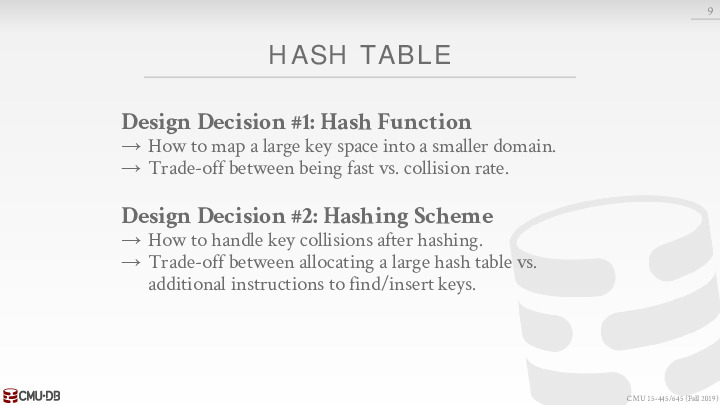 9
HASH TABLE
Design Decision #1: Hash Function
→ How to map a large key space into a smaller domain.
→ Trade-off between being fast vs. collision rate.
Design Decision #2: Hashing Scheme
→ How to handle key collisions after hashing.
→ Trade-off between allocating a large hash table vs.
additional instructions to find/insert keys.
CMU·DB
CMU 15-445/645 (Fall 2019)